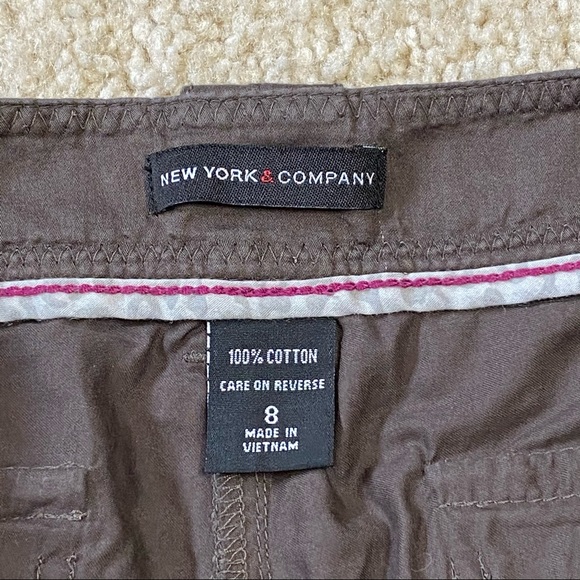 NEW YORK & COMPANY
100% COTTON
CARE ON REVERSE
8
MADE IN
VIETNAM